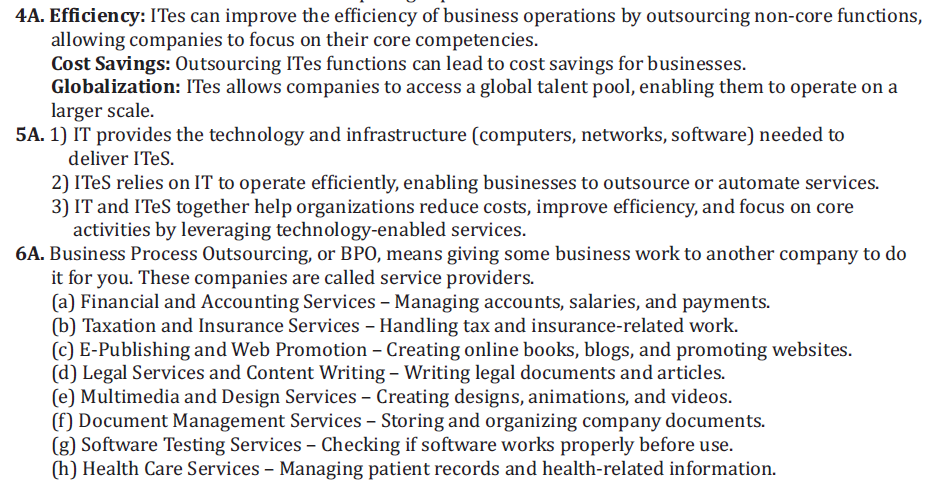 4A. Efficiency: ITes can improve the efficiency of business operations by outsourcing non-core functions,
allowing companies to focus on their core competencies.
Cost Savings: Outsourcing ITes functions can lead to cost savings for businesses.
Globalization: ITes allows companies to access a global talent pool, enabling them to operate on a
larger scale.
5A. 1) IT provides the technology and infrastructure (computers, networks, software) needed to
deliver ITeS.
2) ITeS relies on IT to operate efficiently, enabling businesses to outsource or automate services.
3) IT and ITeS together help organizations reduce costs, improve efficiency, and focus on core
activities by leveraging technology-enabled services.
6A. Business Process Outsourcing, or BPO, means giving some business work to another company to do
it for you. These companies are called service providers.
(a) Financial and Accounting Services – Managing accounts, salaries, and payments.
(b) Taxation and Insurance Services – Handling tax and insurance-related work.
(c) E-Publishing and Web Promotion – Creating online books, blogs, and promoting websites.
(d) Legal Services and Content Writing – Writing legal documents and articles.
(e) Multimedia and Design Services – Creating designs, animations, and videos.
(f) Document Management Services – Storing and organizing company documents.
(g) Software Testing Services – Checking if software works properly before use.
(h) Health Care Services – Managing patient records and health-related information.